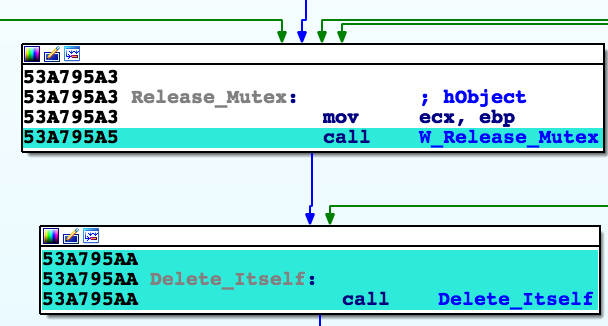 53A795A3
53A795A3 Release_Mutex: ; hObject
53A795A3 mov ecx, ebp
53A795A5 call W_Release_Mutex
53A795AA
53A795AA Delete_Itself:
53A795AA call Delete_Itself